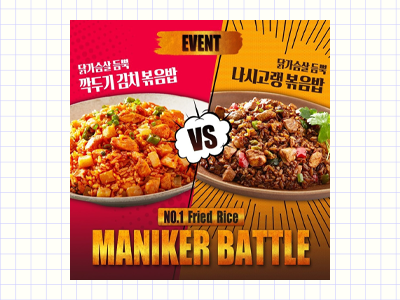 EVENT
닭가슴살 듬뿍
깍두기 김치 볶음밥
닭가슴살 듬뿍
나시고랭 볶음밥
VS
NO.1 Fried Rice
MANIKER BATTLE